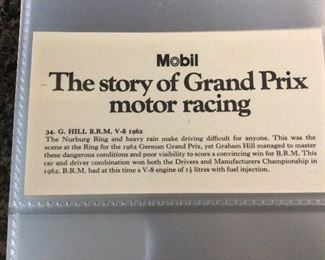 Mobil
The story of Grand Prix
motor racing
34. G. HILL B.R.M. V-8 1962
The Nurburg Ring and heavy rain make driving difficult for anyone. This was the
scene at the Ring for the 1962 German Grand Prix, yet Graham Hill managed to master
these dangerous conditions and poor visibility to score a convincing win for B.R.M. This
car and driver combination won both the Drivers and Manufacturers Championship in
1962. B.R.M. had at this time a V-8 engine of 1½ litres with fuel injection.